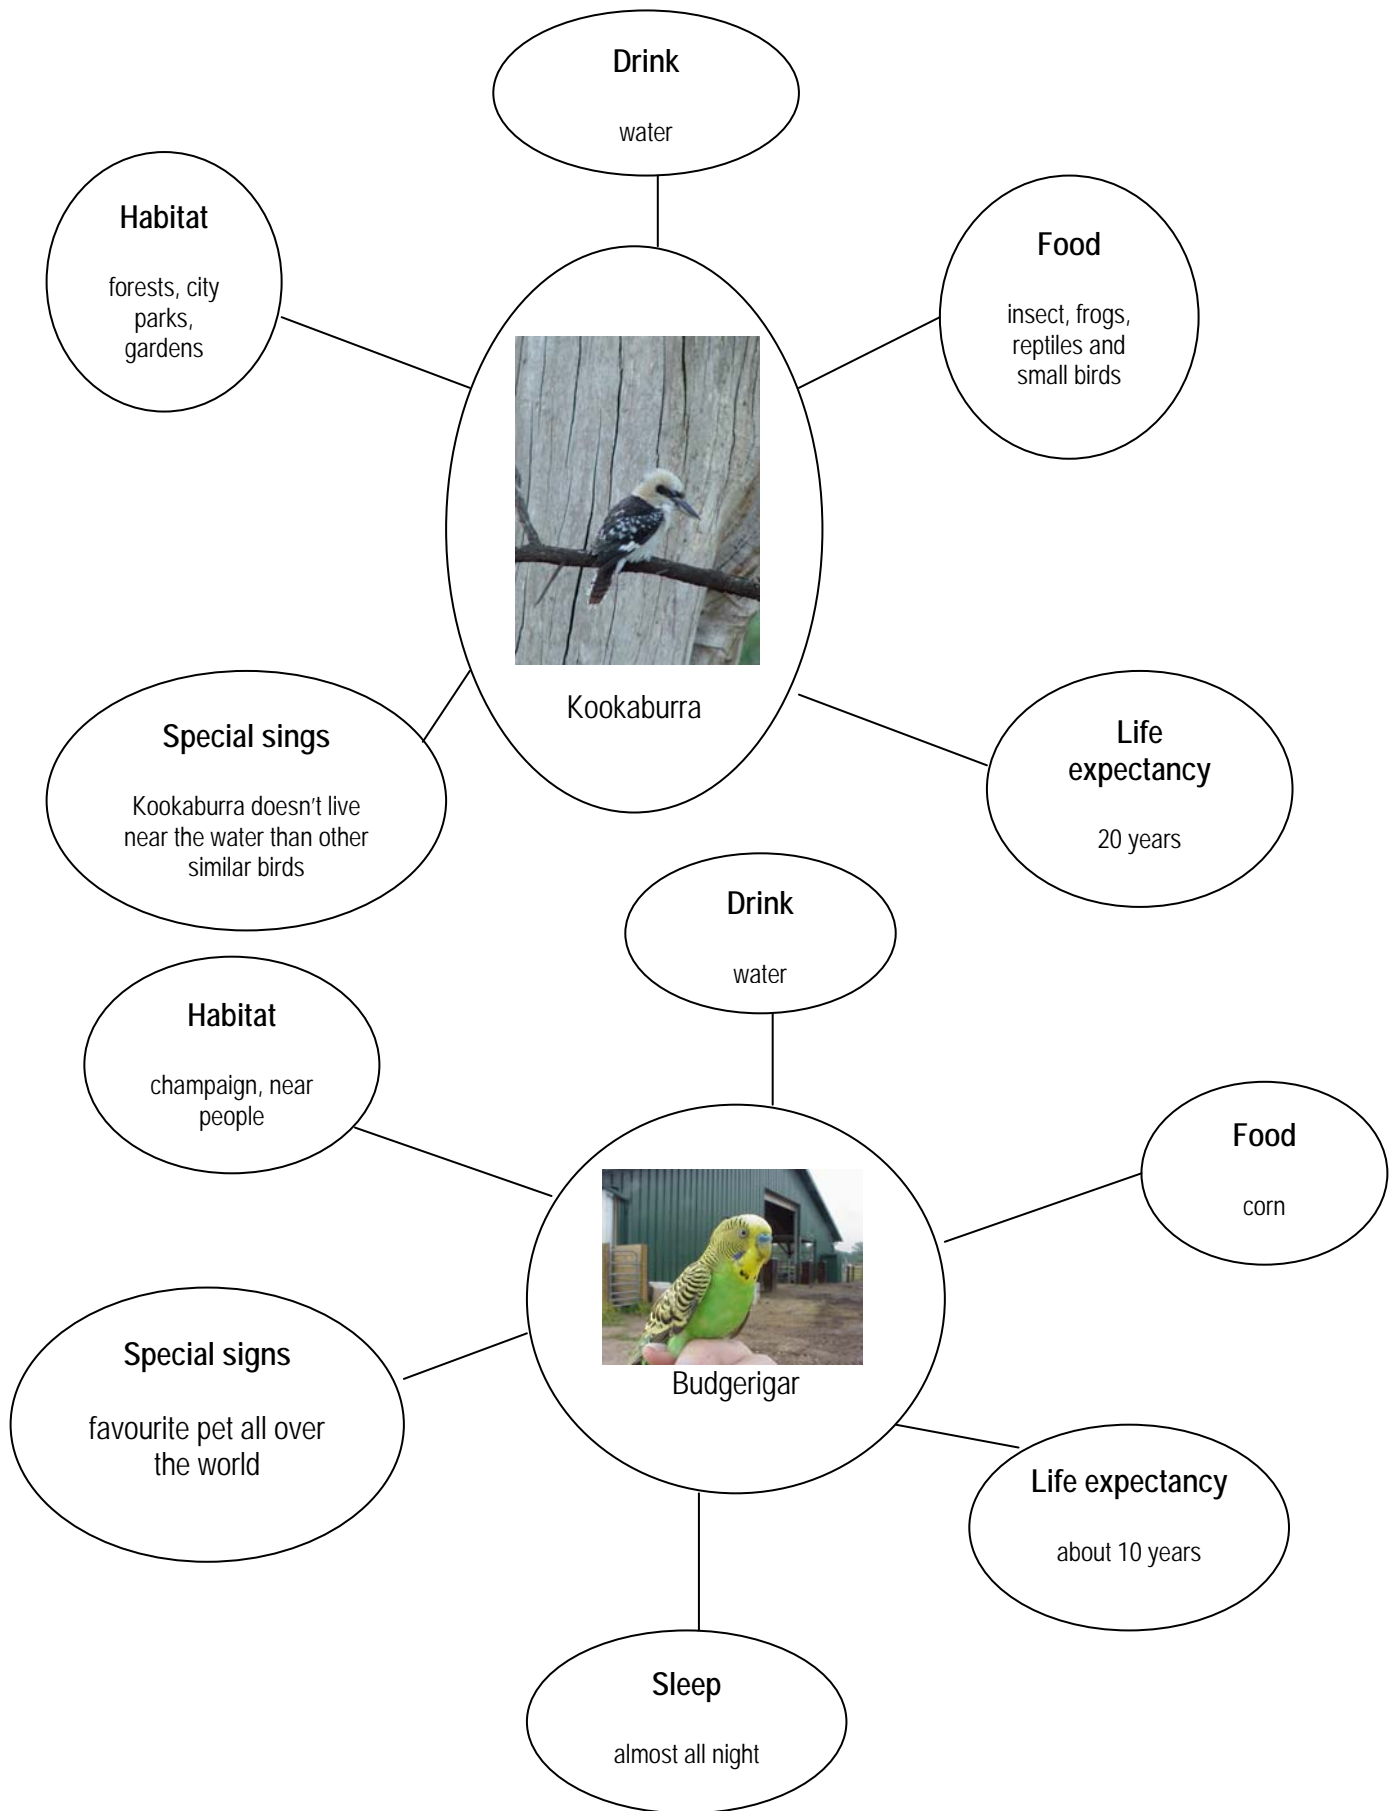 Drink
water
Habitat
forests, city
parks,
gardens
Food
insect, frogs,
reptiles and
small birds
Kookaburra
Special sings
Kookaburra doesn't live
near the water than other
similar birds
Life
expectancy
20 years
Drink
water
Habitat
champaign, near
people
Food
corn
Budgerigar
Special signs
favourite pet all over
the world
Life expectancy
about 10 years
Sleep
almost all night